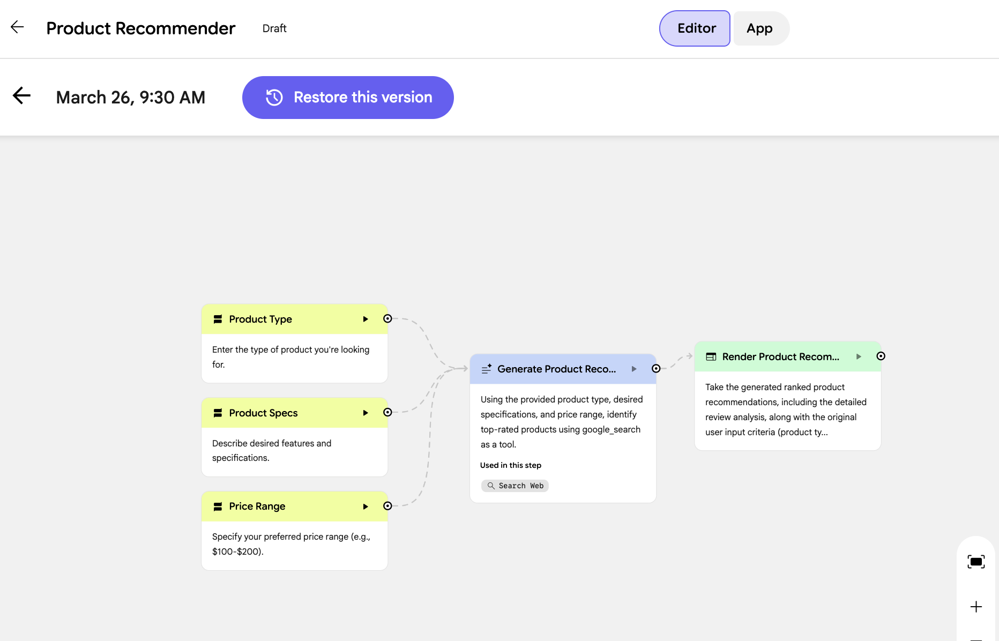 Product Recommender
Draft
Editor
App
March 26, 9:30 AM
Restore this version
Product Type
Enter the type of product you're looking
for.
Product Specs
Describe desired features and
specifications.
Price Range
Specify your preferred price range (e.g.,
$100-$200).
Generate Product Reco...
Using the provided product type, desired
specifications, and price range, identify
top-rated products using google_search
as a tool.
Used in this step
Search Web
Render Product Recom...
Take the generated ranked product
recommendations, including the detailed
review analysis, along with the original
user input criteria (product ty...